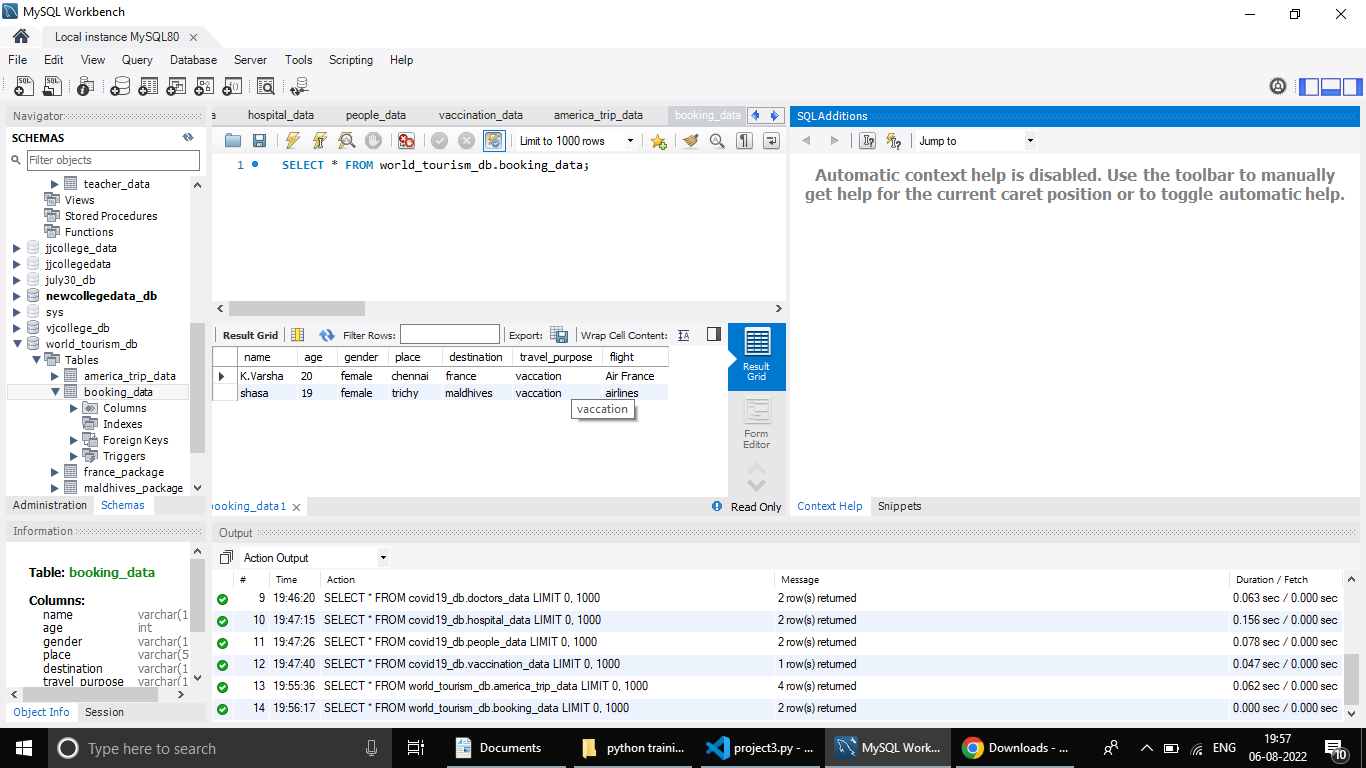 MySQL Workbench
Local instance MySQL80
File Edit View Query Database Server Tools Scripting Help
Navigator
SCHEMAS
Filter objects
teacher_data
Views
Stored Procedures
Functions
jjcollege_data
jjcollegedata
july30_db
newcollegedata_db
sys
vjcollege_db
world_tourism_db
Tables
america_trip_data
booking_data
Columns
Indexes
Foreign Keys
Triggers
france_package
maldhives_package
Administration Schemas
Information
Table: booking_data
Columns:
name varchar(1
age int
gender varchar(1
place varchar(5
destination varchar(1
travel_purpose varchar(1
Object Info Session
a hospital_data people_data vaccination_data america_trip_data booking_data
Limit to 1000 rows
1 SELECT * FROM world_tourism_db.booking_data;
Result Grid Filter Rows: Export: Wrap Cell Content:
name age gender place destination travel_purpose flight
K.Varsha 20 female chennai france vaccation Air France
shasa 19 female trichy maldhives vaccation airlines
vaccation
Result Grid
Form Editor
booking_data1
Read Only
SQLAdditions
Jump to
Automatic context help is disabled. Use the toolbar to manually
get help for the current caret position or to toggle automatic help.
Context Help Snippets
Output
Action Output
# Time Action Message Duration / Fetch
9 19:46:20 SELECT * FROM covid19_db.doctors_data LIMIT 0, 1000 2 row(s) returned 0.063 sec / 0.000 sec
10 19:47:15 SELECT * FROM covid19_db.hospital_data LIMIT 0, 1000 2 row(s) returned 0.156 sec / 0.000 sec
11 19:47:26 SELECT * FROM covid19_db.people_data LIMIT 0, 1000 2 row(s) returned 0.078 sec / 0.000 sec
12 19:47:40 SELECT * FROM covid19_db.vaccination_data LIMIT 0, 1000 1 row(s) returned 0.047 sec / 0.000 sec
13 19:55:36 SELECT * FROM world_tourism_db.america_trip_data LIMIT 0, 1000 4 row(s) returned 0.062 sec / 0.000 sec
14 19:56:17 SELECT * FROM world_tourism_db.booking_data LIMIT 0, 1000 2 row(s) returned 0.000 sec / 0.000 sec
Type here to search
Documents
python traini...
project3.py - ...
MySQL Work...
Downloads - ...
ENG
19:57
06-08-2022
10